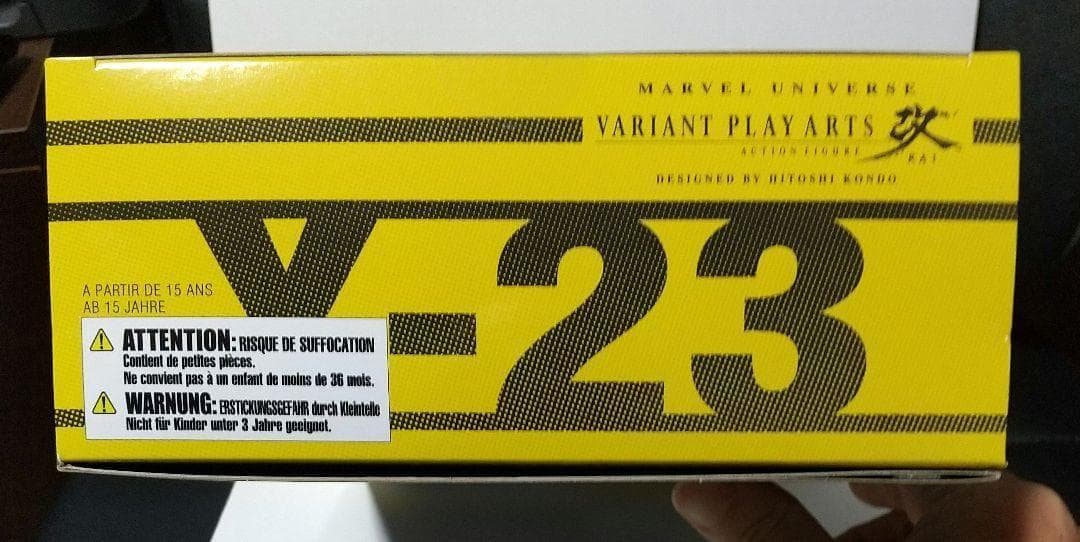 MARVEL UNIVERSE
VARIANT PLAY ARTS 改
ACTION FIGURE
KAI
DESIGNED BY HITOSHI KONDO
X-23
A PARTIR DE 15 ANS
AB 15 JAHRE
⚠ ATTENTION: RISQUE DE SUFFOCATION
Contient de petites pièces.
Ne convient pas à un enfant de moins de 36 mois.
⚠ WARNUNG: ERSTICKUNGSGEFAHR durch Kleinteile
Nicht für Kinder unter 3 Jahre geeignet.